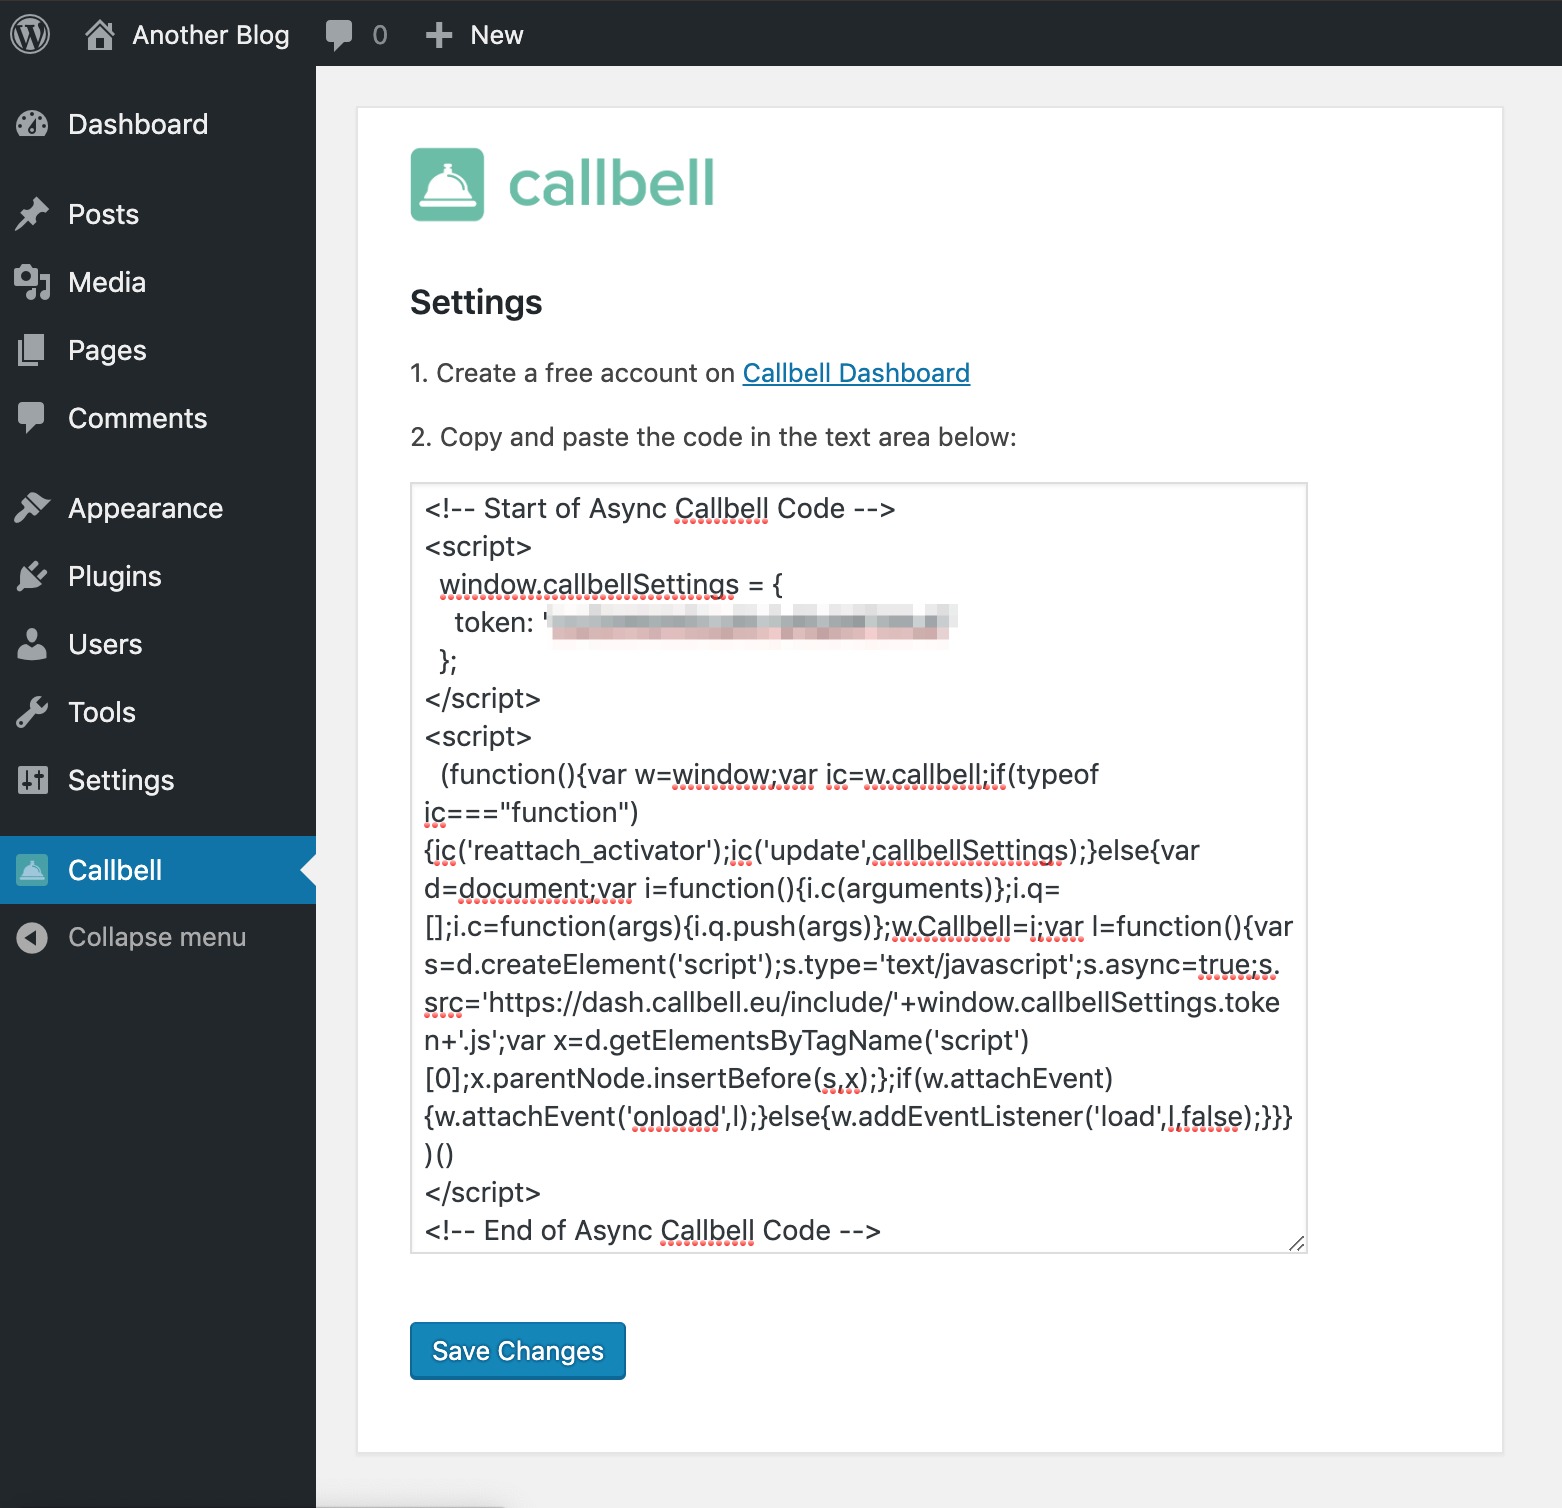 Another Blog 0 New
Dashboard
Posts
Media
Pages
Comments
Appearance
Plugins
Users
Tools
Settings
Callbell
Collapse menu
callbell
Settings
1. Create a free account on Callbell Dashboard
2. Copy and paste the code in the text area below:
<!-- Start of Async Callbell Code -->
<script>
window.callbellSettings = {
token: '
};
</script>
<script>
(function(){var w=window;var ic=w.callbell;if(typeof
ic==="function")
{ic('reattach_activator');ic('update',callbellSettings);}else{var
d=document;var i=function(){i.c(arguments)};i.q=
[];i.c=function(args){i.q.push(args)};w.Callbell=i;var l=function(){var
s=d.createElement('script');s.type='text/javascript';s.async=true;s.
src='https://dash.callbell.eu/include/'+window.callbellSettings.toke
n+'.js';var x=d.getElementsByTagName('script')
[0];x.parentNode.insertBefore(s,x);};if(w.attachEvent)
{w.attachEvent('onload',l);}else{w.addEventListener('load',l,false);}}}
)()
</script>
<!-- End of Async Callbell Code -->
Save Changes